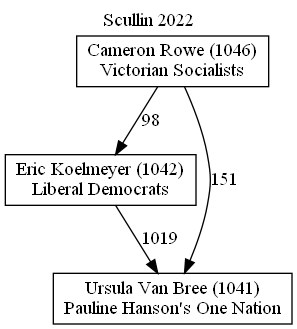 Scullin 2022
Cameron Rowe (1046)
Victorian Socialists
98
Eric Koelmeyer (1042)
Liberal Democrats
151
1019
Ursula Van Bree (1041)
Pauline Hanson's One Nation